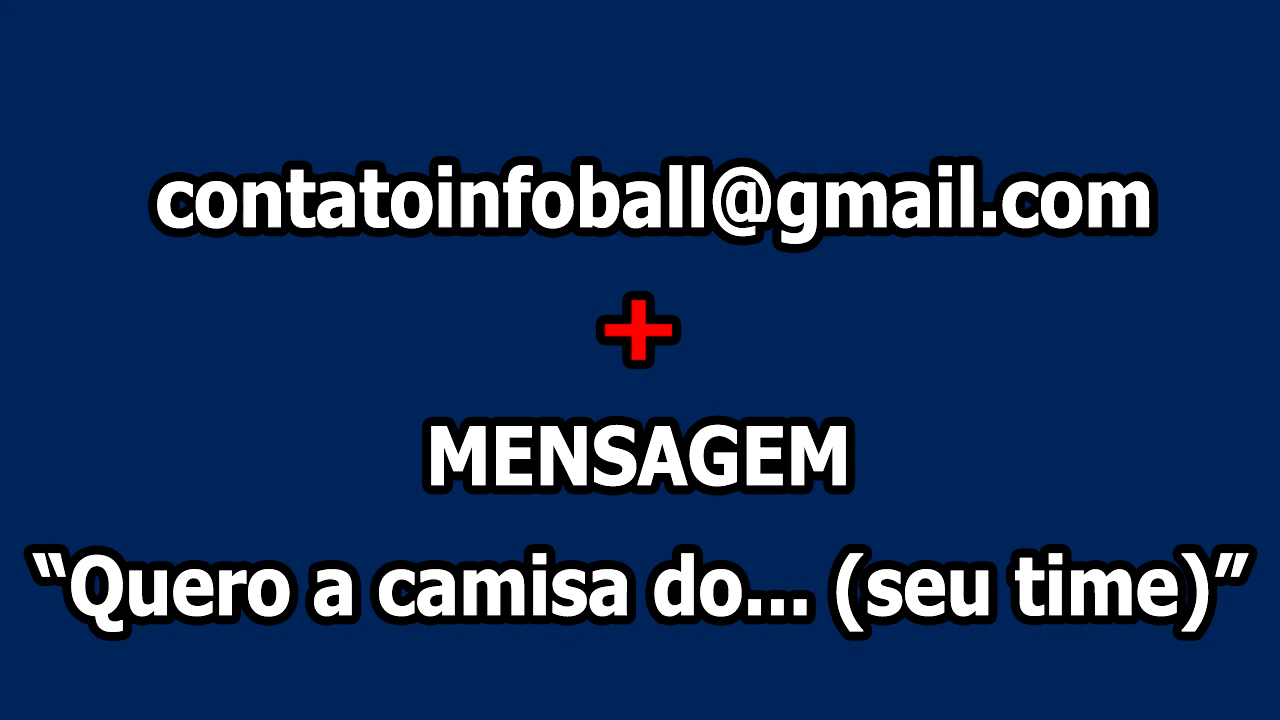 contatoinfoball@gmail.com
+
MENSAGEM
“Quero a camisa do... (seu time)”